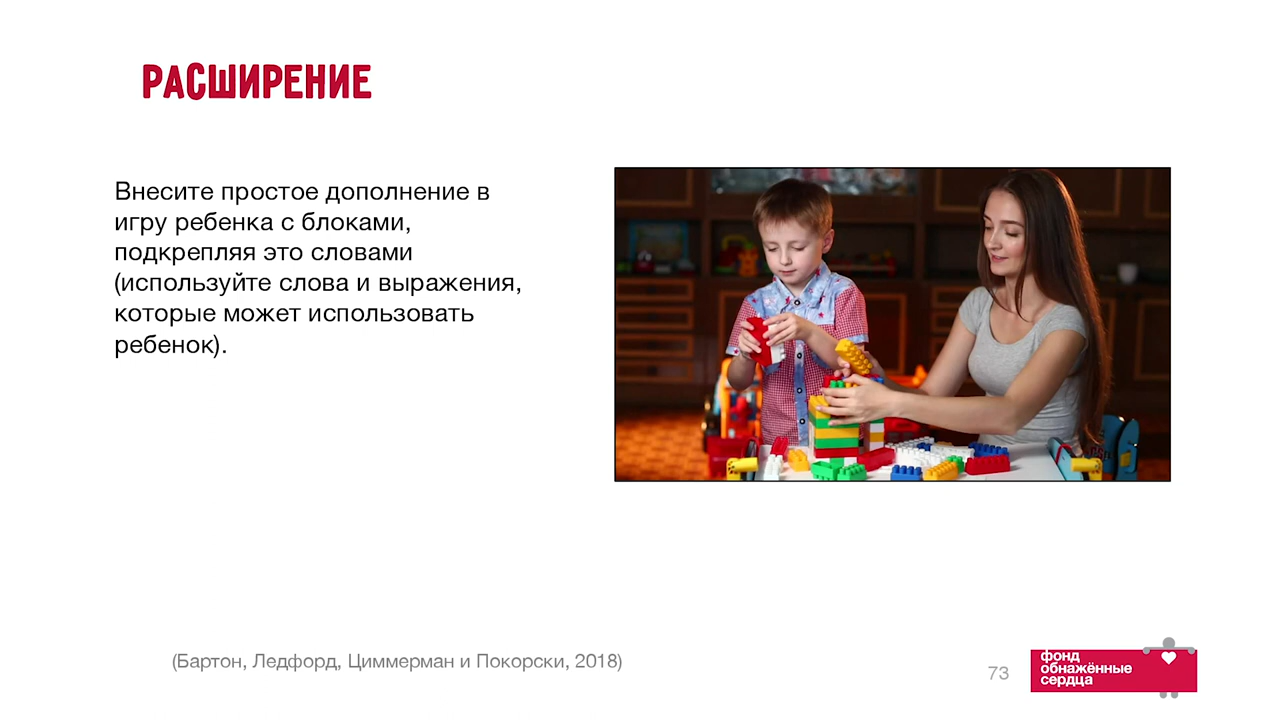 РАСШИРЕНИЕ
Внесите простое дополнение в
игру ребенка с блоками,
подкрепляя это словами
(используйте слова и выражения,
которые может использовать
ребенок).
(Бартон, Ледфорд, Циммерман и Покорски, 2018)
73
фонд
обнажённые
сердца